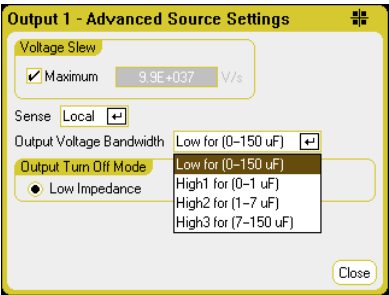 Output 1 - Advanced Source Settings
Voltage Slew
Maximum 9.9E+037 V/s
Sense Local
Output Voltage Bandwidth Low for (0-150 uF)
Low for (0-150 uF)
Output Turn Off Mode
High1 for (0-1 uF)
Low Impedance
High2 for (1-7 uF)
High3 for (7-150 uF)
Close